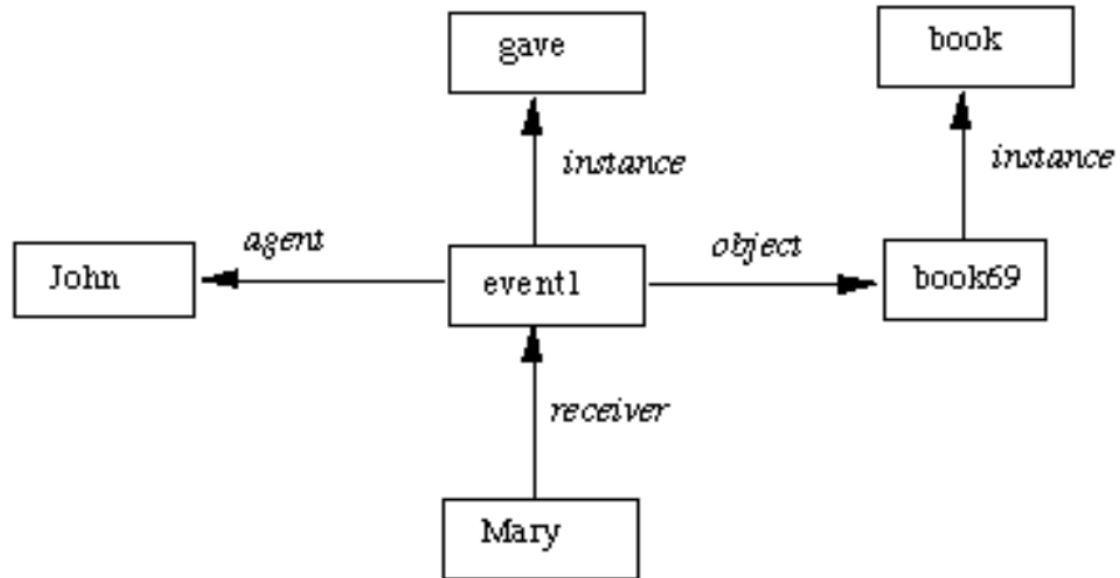 gave
book
instance
instance
agent
object
John
event1
book69
receiver
Mary